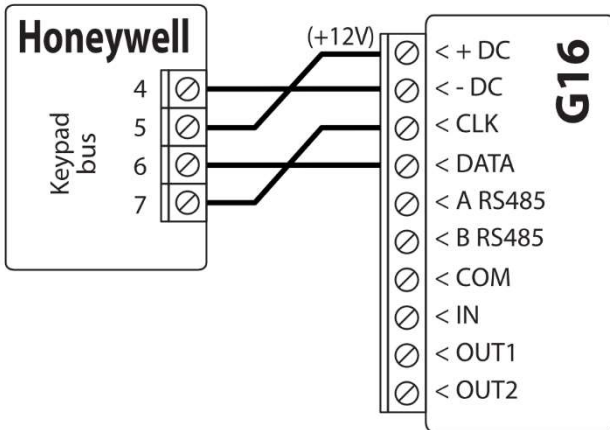 Honeywell
Keypad
bus
4
5
6
7
(+12V)
< + DC
< - DC
< CLK
< DATA
< A RS485
< B RS485
< COM
< IN
< OUT1
< OUT2
G16